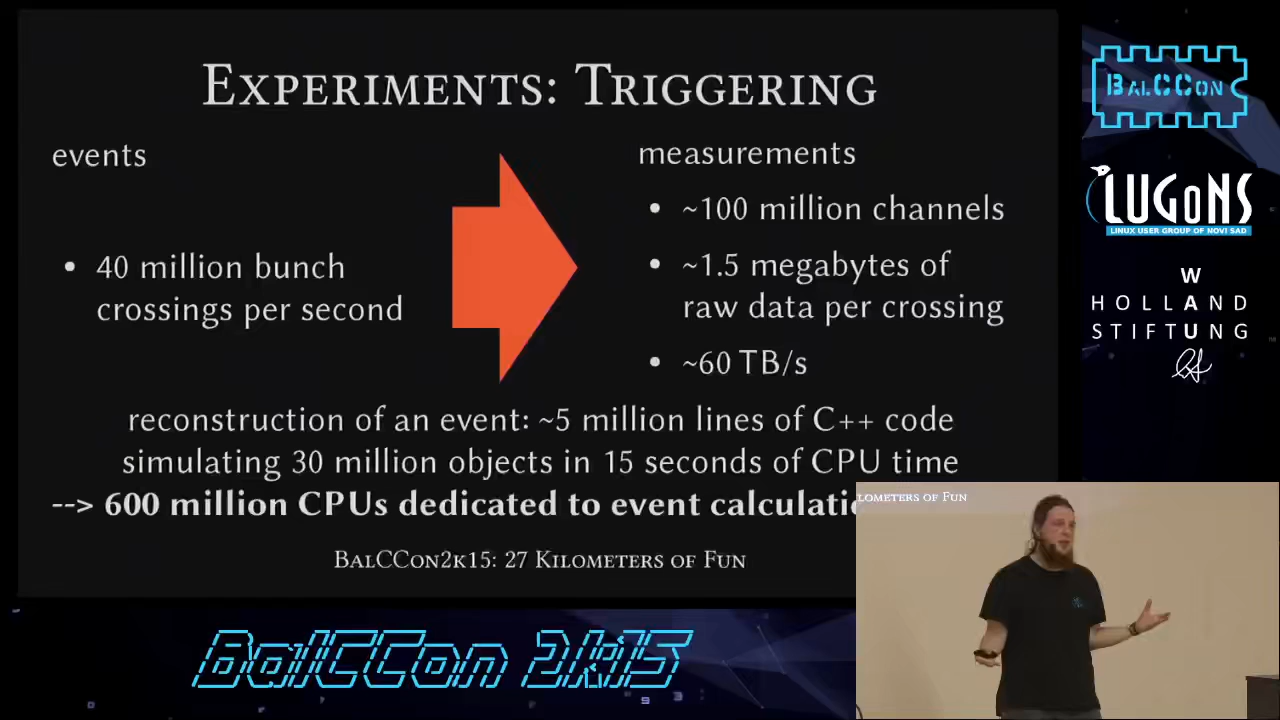 EXPERIMENTS: TRIGGERING
events
• 40 million bunch
crossings per second
measurements
• ~100 million channels
• ~1.5 megabytes of
raw data per crossing
• ~60 TB/s
reconstruction of an event: ~5 million lines of C++ code
simulating 30 million objects in 15 seconds of CPU time
--> 600 million CPUs dedicated to event calculatio
BALCCON2K15: 27 KILOMETERS OF FUN
BALCCON
LUGONS
LINUX USER GROUP OF NOVI SAD
W
HOLLAND
STIFTUNG
LOMETERS OF FUN
BalCCon 2k15